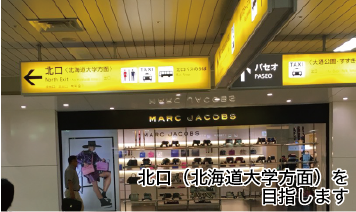 北口(北海道大学方面)
North Exit
TAXI
パセオ
PASEO
TAXI
MARC JACOBS
MARC JACOBS
北口(北海道大学方面)を
目指します